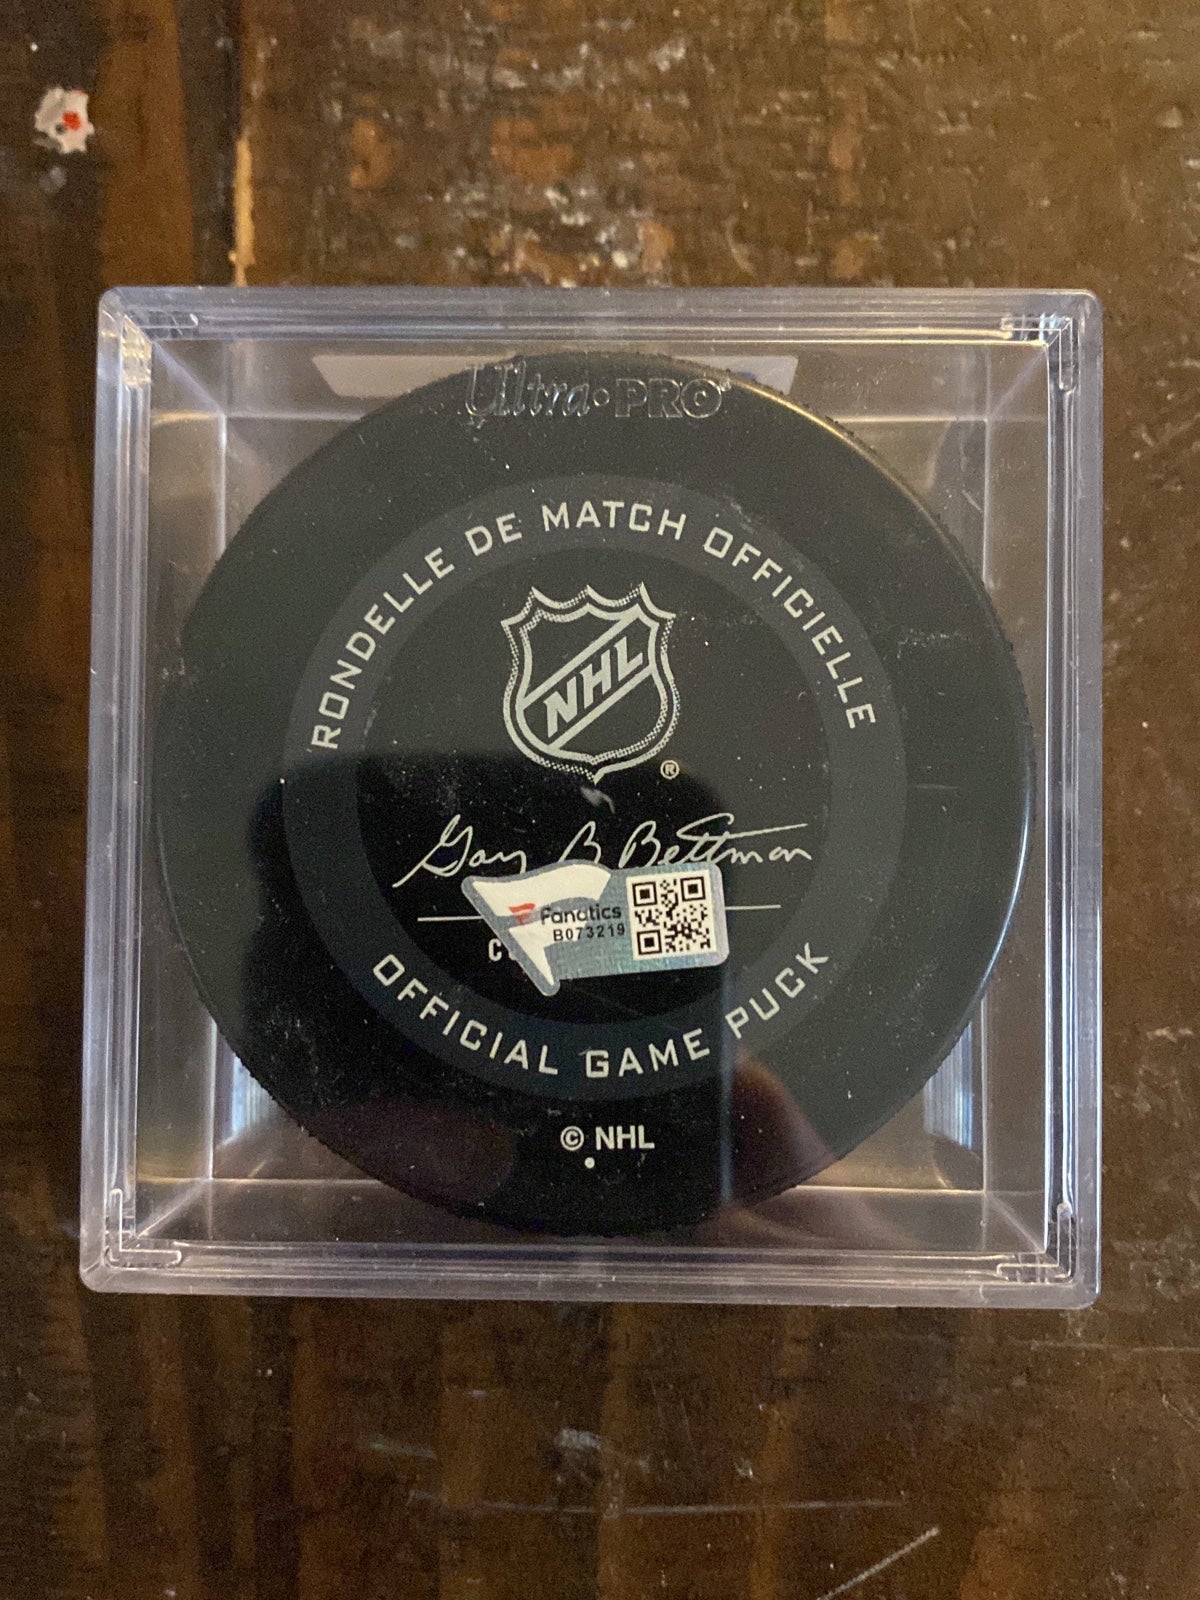 Ultra·PRO
RONDELLE DE MATCH OFFICIELLE
NHL
®
Gary B. Bettman
Fanatics
B073219
OFFICIAL GAME PUCK
© NHL